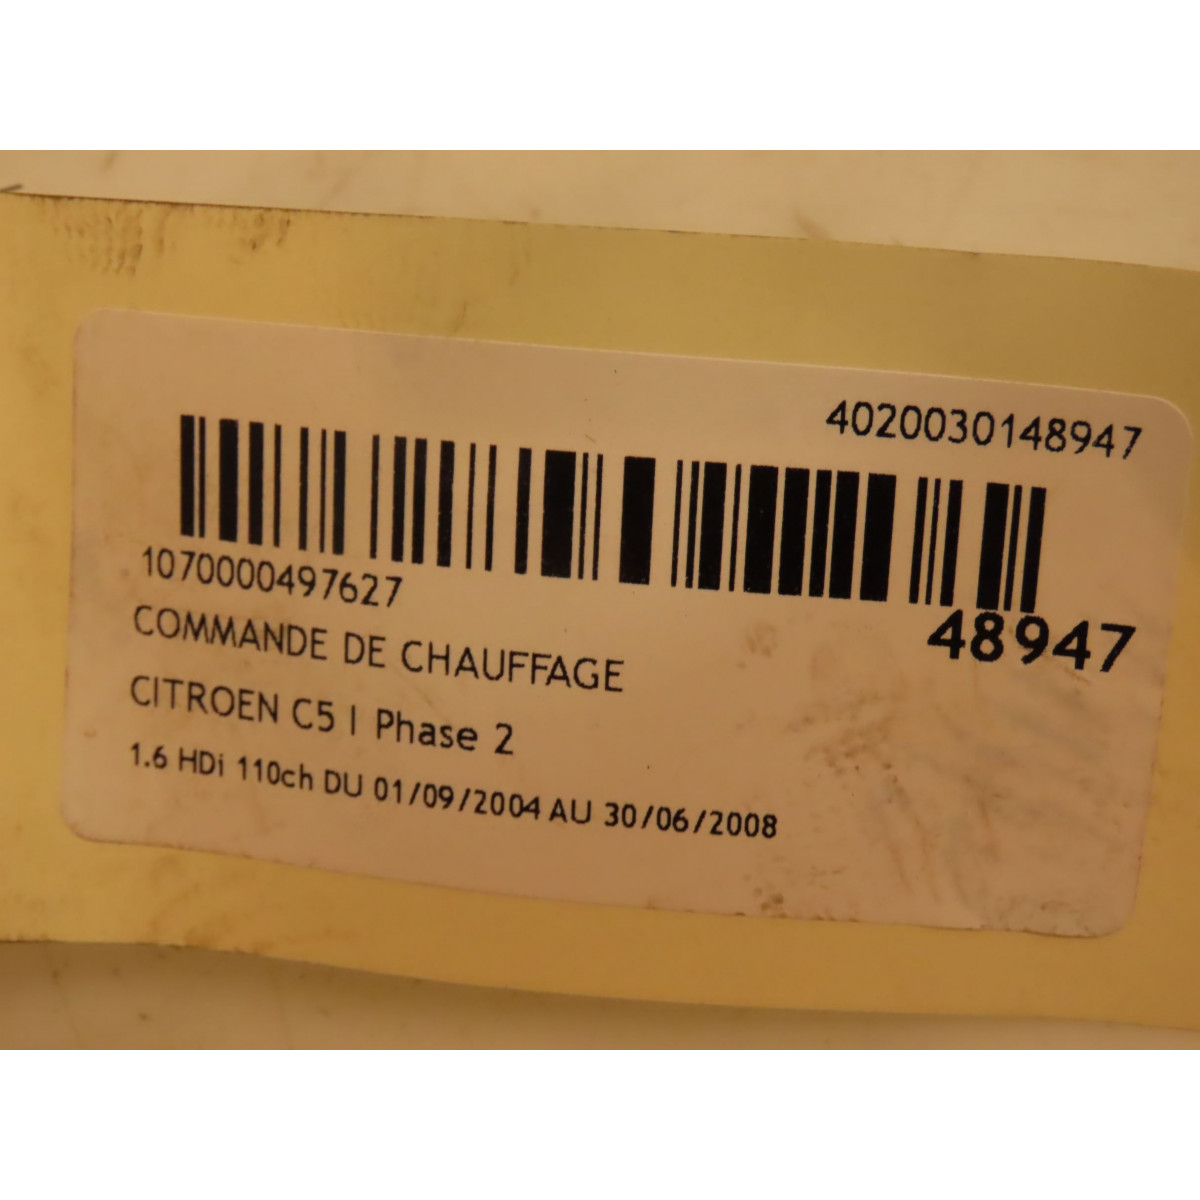 4020030148947
1070000497627
48947
COMMANDE DE CHAUFFAGE
CITROEN C5 I Phase 2
1.6 HDi 110ch DU 01/09/2004 AU 30/06/2008